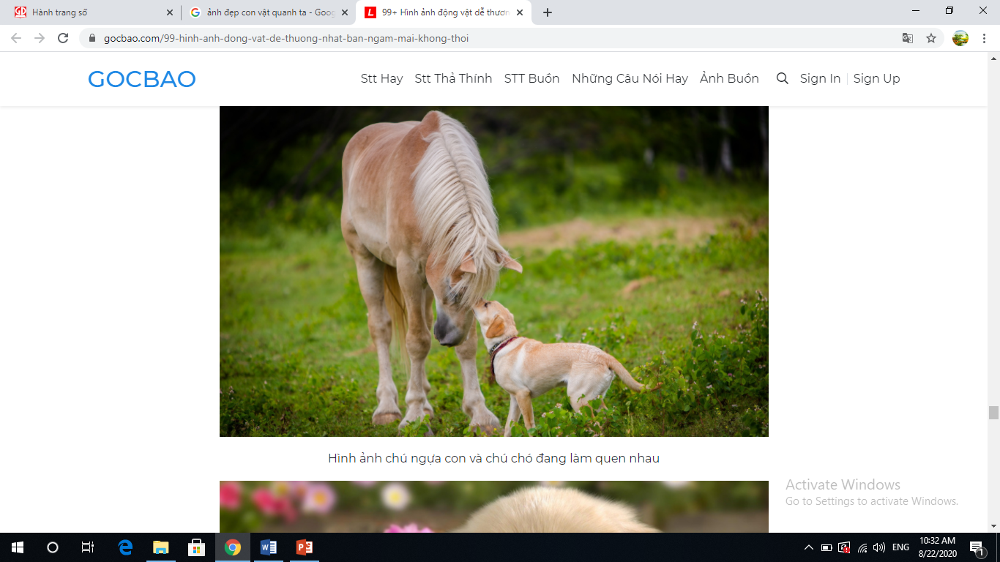 Hành trang số
ảnh đẹp con vật quanh ta - Goog
99+ Hình ảnh động vật dễ thươn
gocbao.com/99-hinh-anh-dong-vat-de-thuong-nhat-ban-ngam-mai-khong-thoi
GOCBAO
Stt Hay Stt Thả Thính STT Buồn Những Câu Nói Hay Ảnh Buồn Sign In Sign Up
Hình ảnh chú ngựa con và chú chó đang làm quen nhau
Activate Windows
Go to Settings to activate Windows.
ENG
10:32 AM
8/22/2020
1